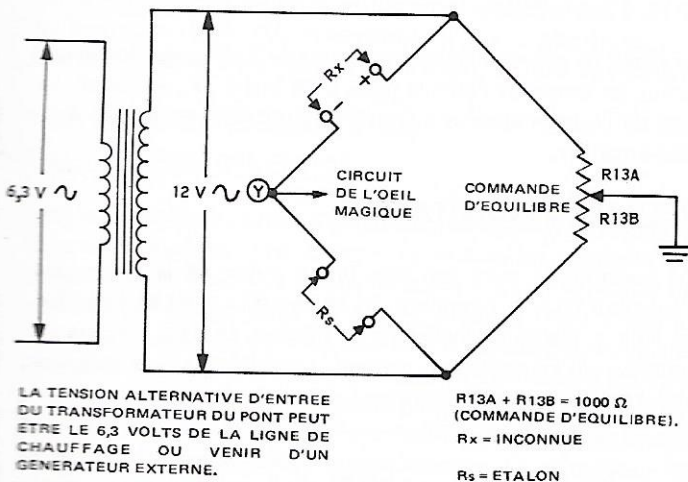 6,3 V ∿
12 V ∿
Rx
+
-
Y
CIRCUIT
DE L'OEIL
MAGIQUE
Rs
COMMANDE
D'EQUILIBRE
R13A
R13B
LA TENSION ALTERNATIVE D'ENTREE
DU TRANSFORMATEUR DU PONT PEUT
ETRE LE 6,3 VOLTS DE LA LIGNE DE
CHAUFFAGE OU VENIR D'UN
GENERATEUR EXTERNE.
R13A + R13B = 1000 Ω
(COMMANDE D'EQUILIBRE).
Rx = INCONNUE
Rs = ETALON